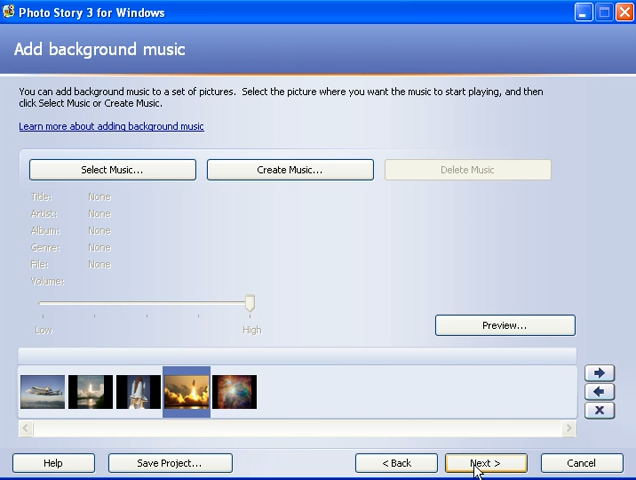 Photo Story 3 for Windows
Add background music
You can add background music to a set of pictures. Select the picture where you want the music to start playing, and then
click Select Music or Create Music.
Learn more about adding background music
Select Music...
Create Music...
Delete Music
Title: None
Artist: None
Album: None
Genre: None
File: None
Volume:
Low
High
Preview...
Help
Save Project...
< Back
Next >
Cancel